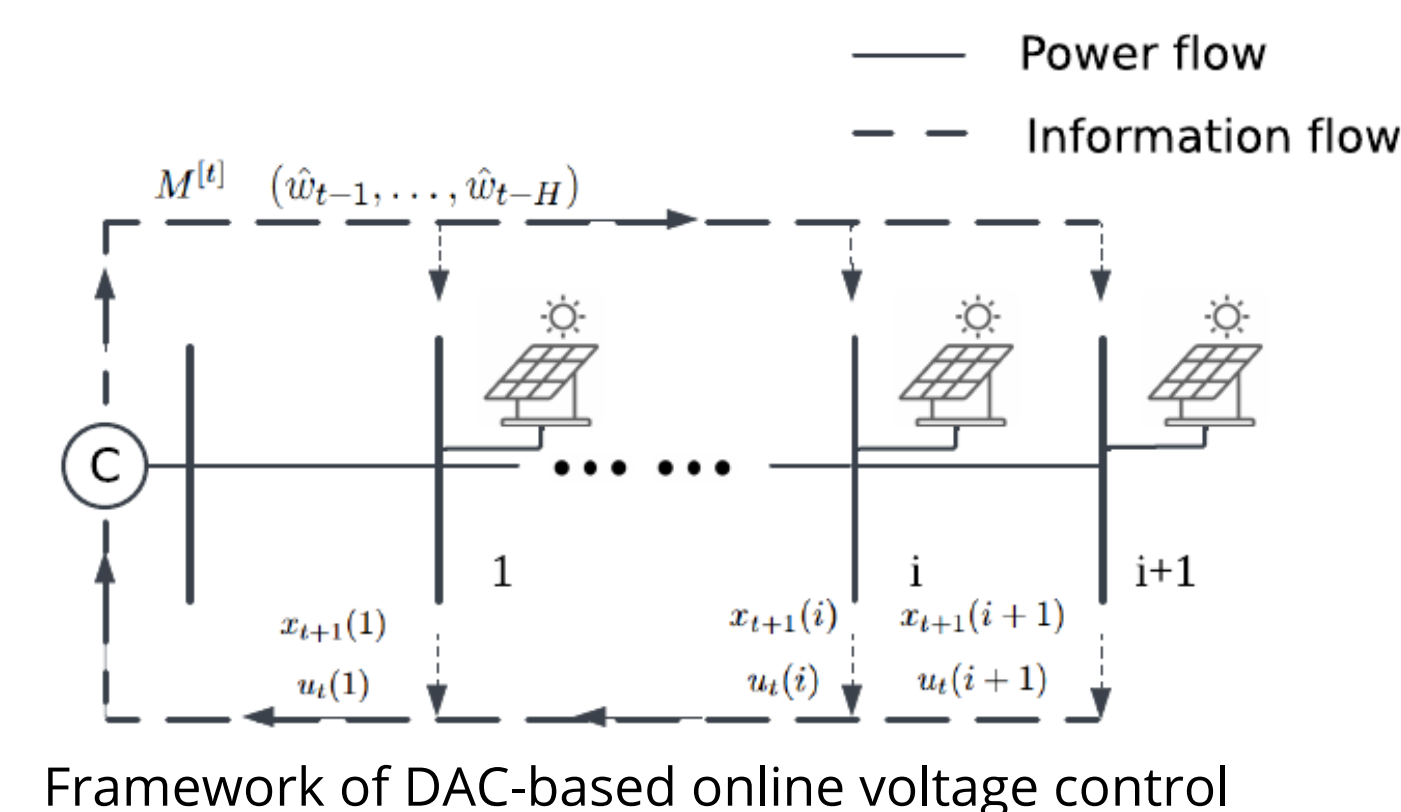 Power flow
Information flow
M^{[t]} (ŵ_{t−1}, . . . , ŵ_{t−H})
C
1 i i+1
x_{t+1}(1) x_{t+1}(i) x_{t+1}(i + 1)
u_t(1) u_t(i) u_t(i + 1)
Framework of DAC-based online voltage control